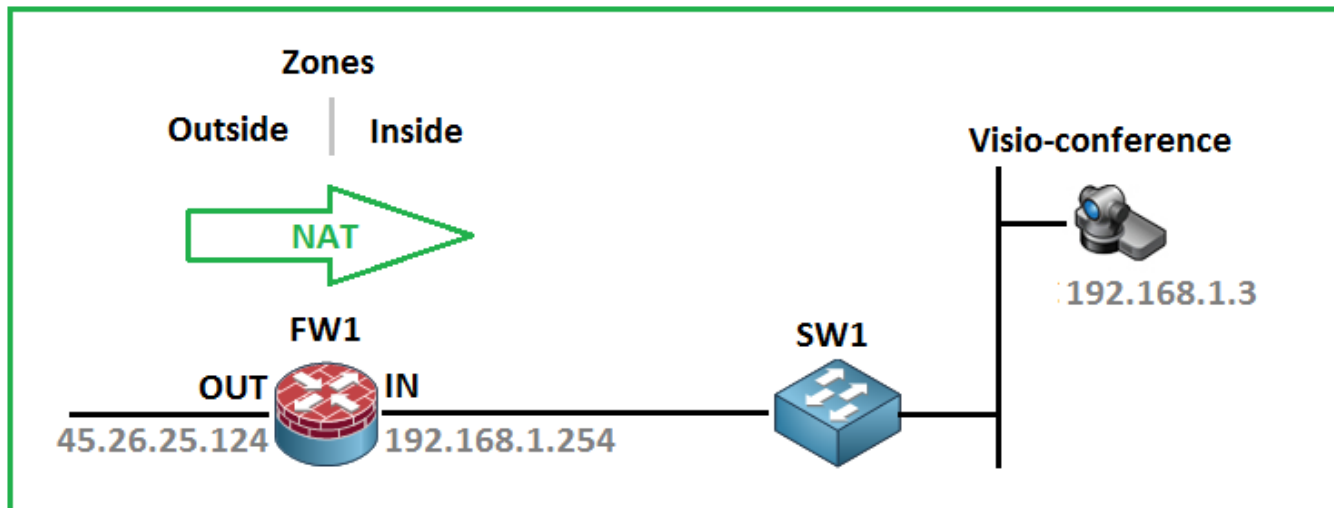 Zones
Outside Inside
Visio-conference
NAT
192.168.1.3
FW1
SW1
OUT IN
45.26.25.124 192.168.1.254